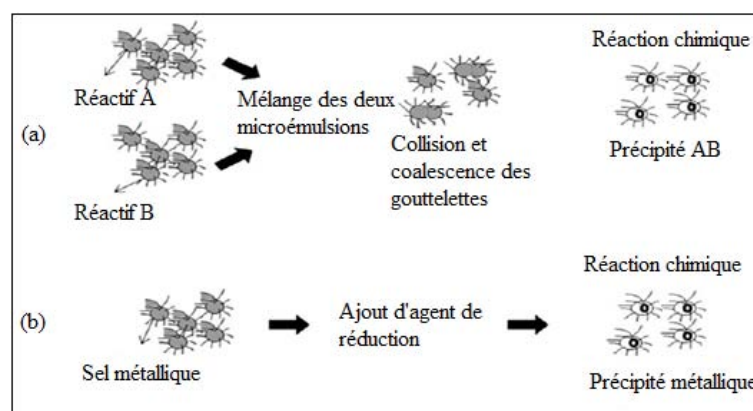 (a)
Réactif A
Réactif B
Mélange des deux
microémulsions
Collision et
coalescence des
gouttelettes
Réaction chimique
Précipité AB
(b)
Sel métallique
Ajout d'agent de
réduction
Réaction chimique
Précipité métallique